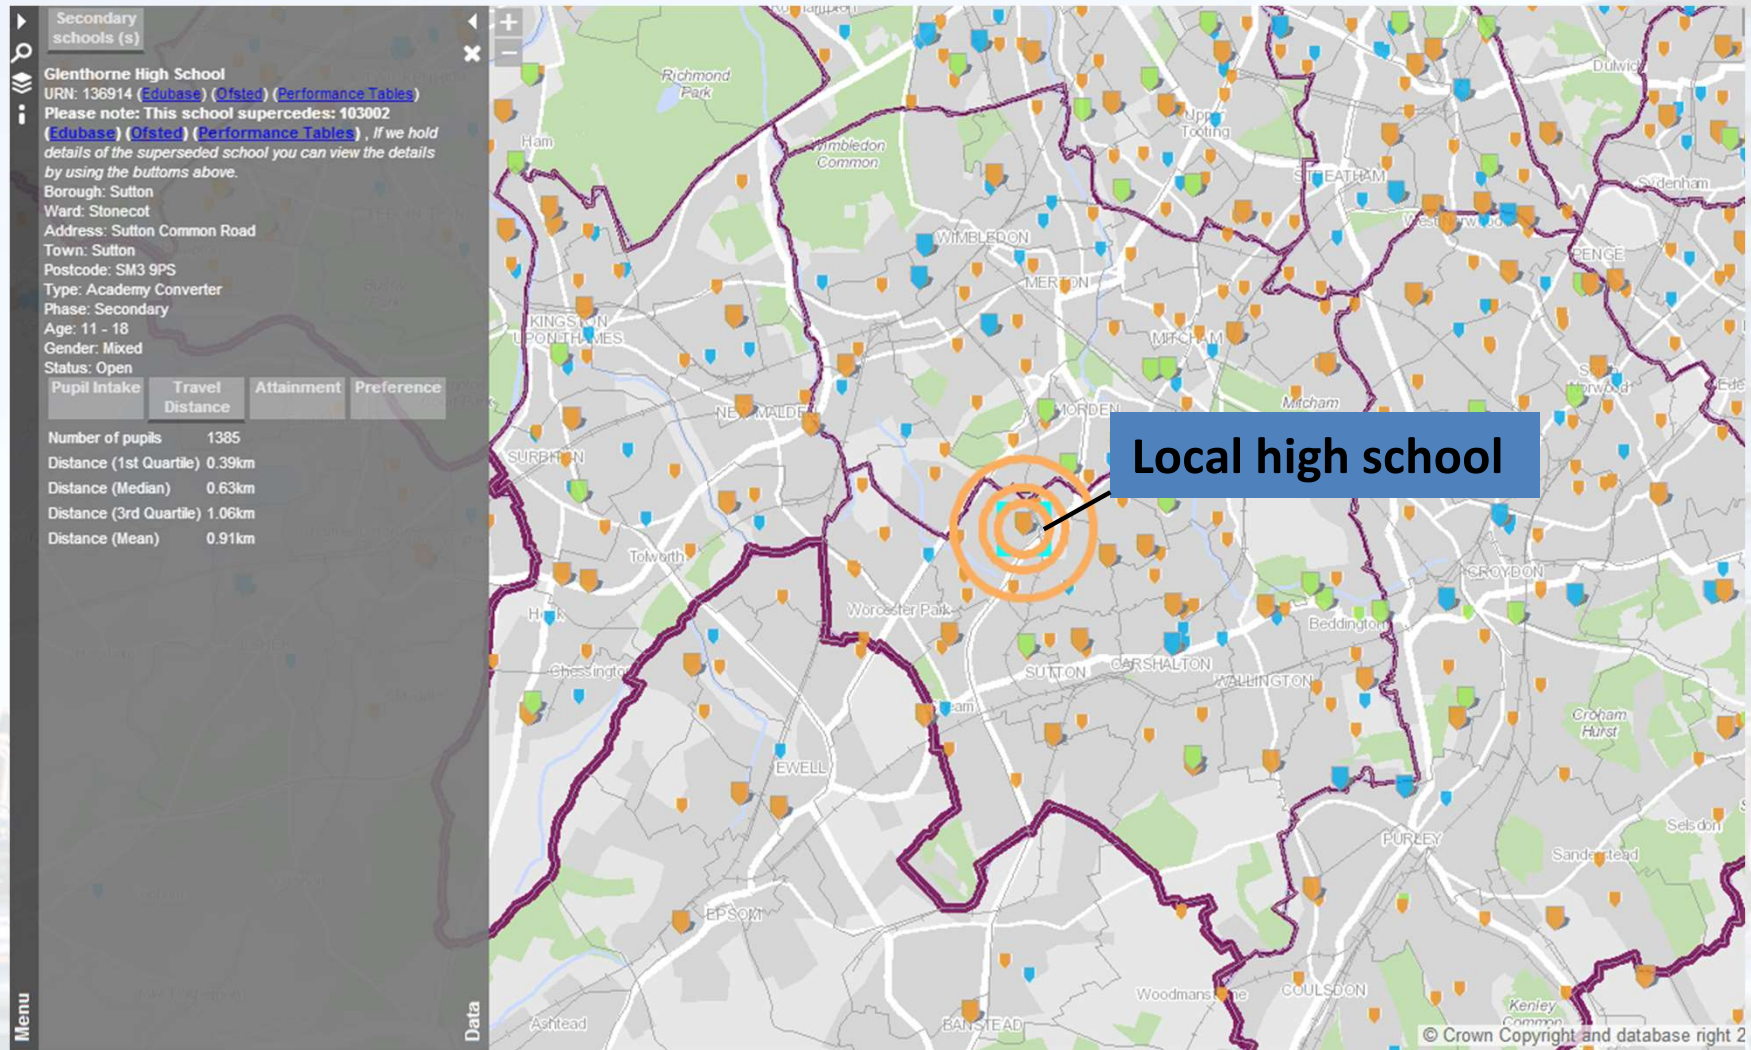 Secondary
schools (s)
Glenthorne High School
URN: 136914 (Edubase) (Ofsted) (Performance Tables)
Please note: This school supercedes: 103002
(Edubase) (Ofsted) (Performance Tables) , If we hold
details of the superseded school you can view the details
by using the buttoms above.
Borough: Sutton
Ward: Stonecot
Address: Sutton Common Road
Town: Sutton
Postcode: SM3 9PS
Type: Academy Converter
Phase: Secondary
Age: 11 - 18
Gender: Mixed
Status: Open
Pupil Intake
Travel
Distance
Attainment
Preference
Number of pupils 1385
Distance (1st Quartile) 0.39km
Distance (Median) 0.63km
Distance (3rd Quartile) 1.06km
Distance (Mean) 0.91km
Menu
Data
Richmond
Park
Ham
Common
Upp
Tooting
Dulwic
STREATHAM
Sydenham
WIMBLEDON
MERTON
PENGE
KINGSTON
UPON THAMES
MITCHAM
Norwood
Mitcham
MORDEN
Local high school
SURBITON
Tolworth
CROYDON
Worcester Park
Beddington
Chessington
SUTTON
CARSHALTON
WALLINGTON
eam
Croham
Hurst
EWELL
Selsdon
PURLEY
Sanderstead
EPSOM
Woodmansterne
COULSDON
Kenley
Common
Ashtead
BANSTEAD
© Crown Copyright and database right 2